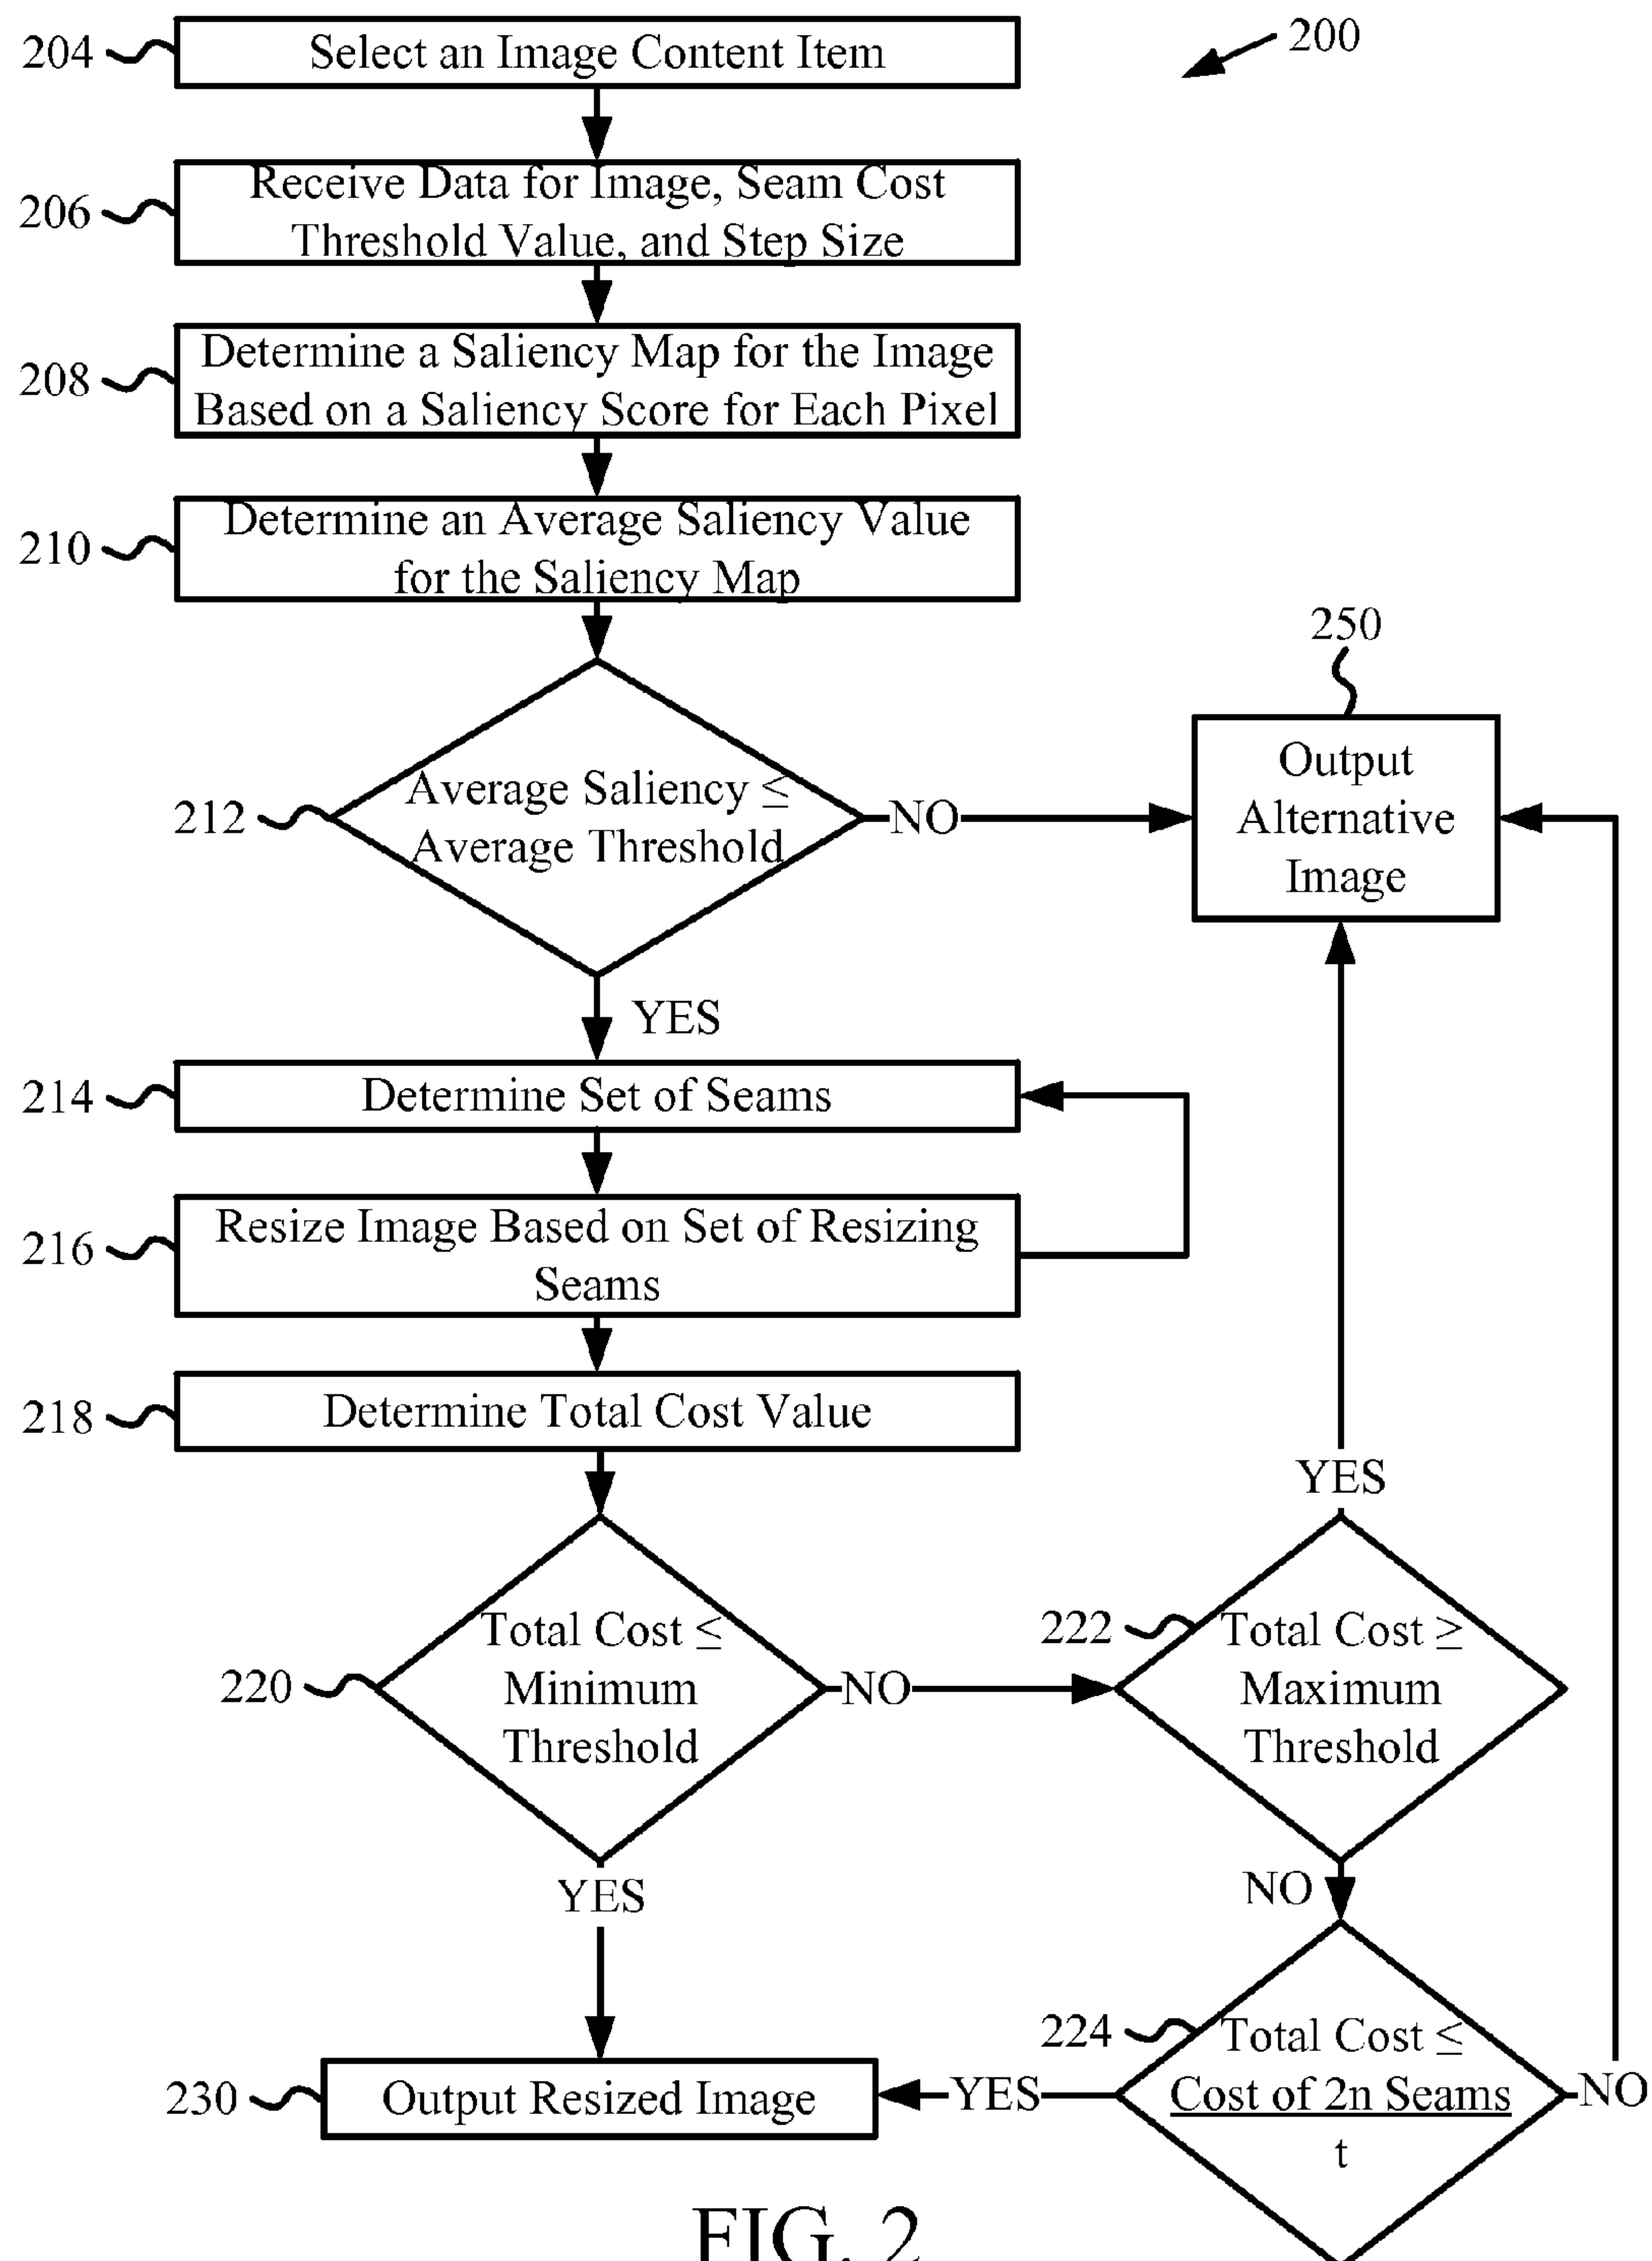 200
204
Select an Image Content Item
206
Receive Data for Image, Seam Cost
Threshold Value, and Step Size
208
Determine a Saliency Map for the Image
Based on a Saliency Score for Each Pixel
210
Determine an Average Saliency Value
for the Saliency Map
212
Average Saliency ≤
Average Threshold
NO
250
Output
Alternative
Image
YES
214
Determine Set of Seams
216
Resize Image Based on Set of Resizing
Seams
218
Determine Total Cost Value
220
Total Cost ≤
Minimum
Threshold
NO
222
Total Cost ≥
Maximum
Threshold
YES
NO
YES
224
Total Cost ≤
Cost of 2n Seams
t
NO
YES
230
Output Resized Image
FIG. 2